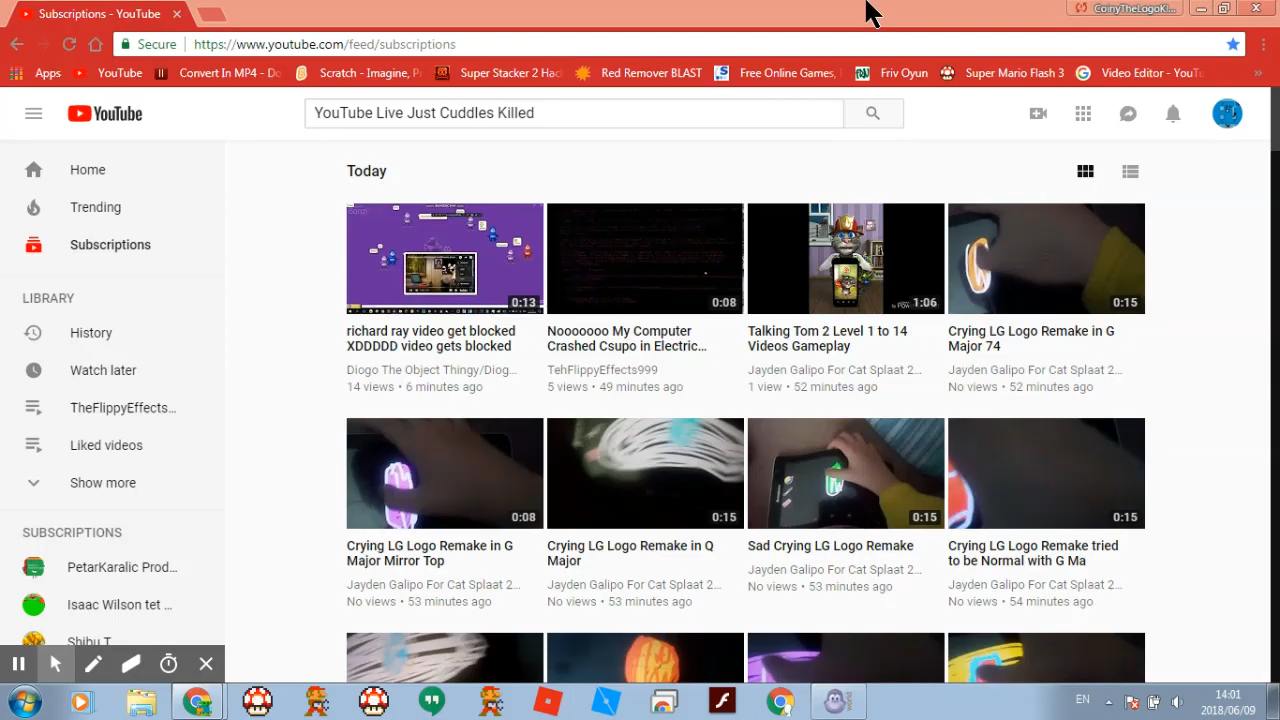 Subscriptions - YouTube
CoinyTheLogoKi...
Secure https://www.youtube.com/feed/subscriptions
Apps YouTube Convert In MP4 - Do Scratch - Imagine, P Super Stacker 2 Hac Red Remover BLAST Free Online Games, Friv Oyun Super Mario Flash 3 Video Editor - YouT
YouTube
YouTube Live Just Cuddles Killed
Home
Trending
Subscriptions
LIBRARY
History
Watch later
TheFlippyEffects...
Liked videos
Show more
SUBSCRIPTIONS
PetarKaralic Prod...
Isaac Wilson tet ...
Shibu T
Today
0:13
richard ray video get blocked
XDDDDD video gets blocked
Diogo The Object Thingy/Diog...
14 views • 6 minutes ago
0:08
Nooooooo My Computer
Crashed Csupo in Electric...
TehFlippyEffects999
5 views • 49 minutes ago
1:06
Talking Tom 2 Level 1 to 14
Videos Gameplay
Jayden Galipo For Cat Splaat 2...
1 view • 52 minutes ago
0:15
Crying LG Logo Remake in G
Major 74
Jayden Galipo For Cat Splaat 2...
No views • 52 minutes ago
0:08
Crying LG Logo Remake in G
Major Mirror Top
Jayden Galipo For Cat Splaat 2...
No views • 53 minutes ago
0:15
Crying LG Logo Remake in Q
Major
Jayden Galipo For Cat Splaat 2...
No views • 53 minutes ago
0:15
Sad Crying LG Logo Remake
Jayden Galipo For Cat Splaat 2...
No views • 53 minutes ago
0:15
Crying LG Logo Remake tried
to be Normal with G Ma
Jayden Galipo For Cat Splaat 2...
No views • 54 minutes ago
EN
14:01
2018/06/09